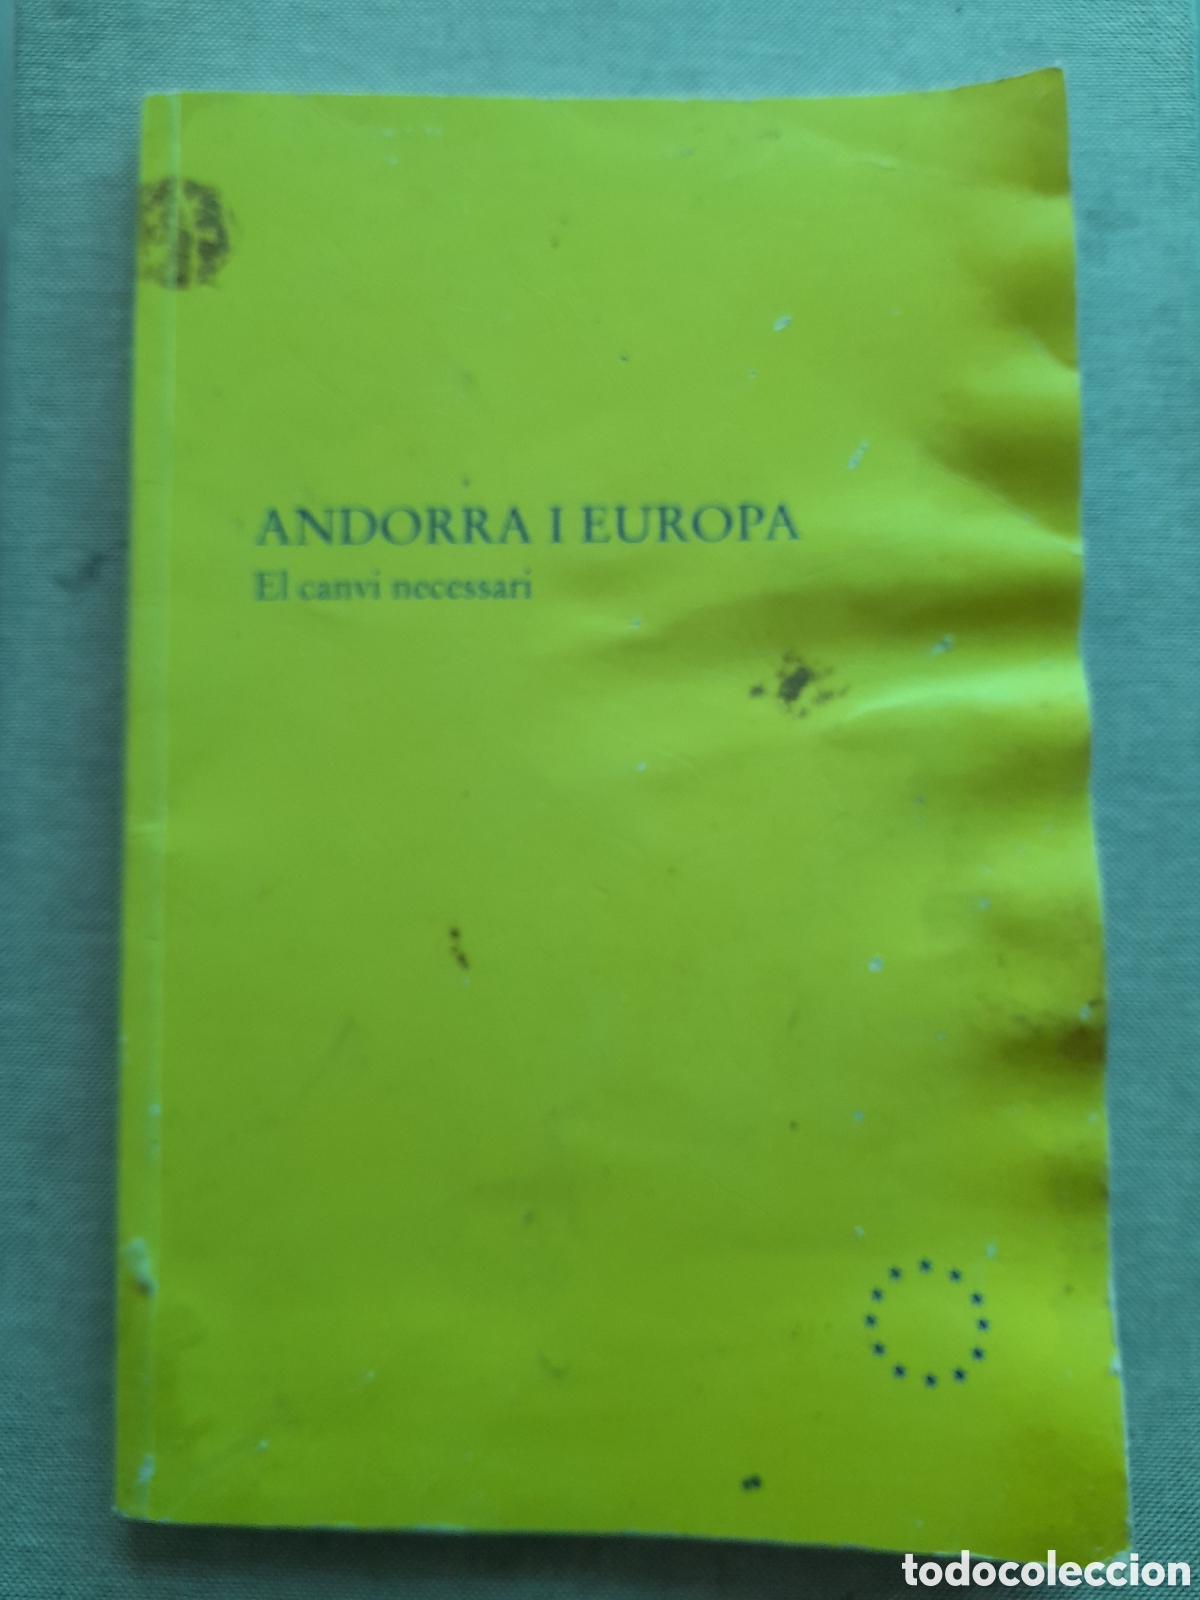 ANDORRA I EUROPA
El canvi necessari
todocoleccion